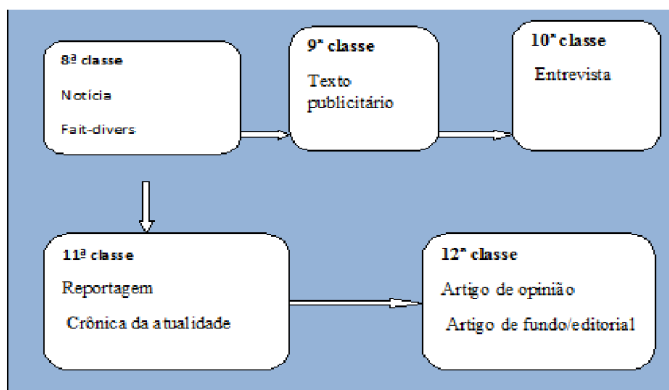 8ª classe
Notícia
Fait-divers
9ª classe
Texto
publicitário
10ª classe
Entrevista
11ª classe
Reportagem
Crônica da atualidade
12ª classe
Artigo de opinião
Artigo de fundo/editorial